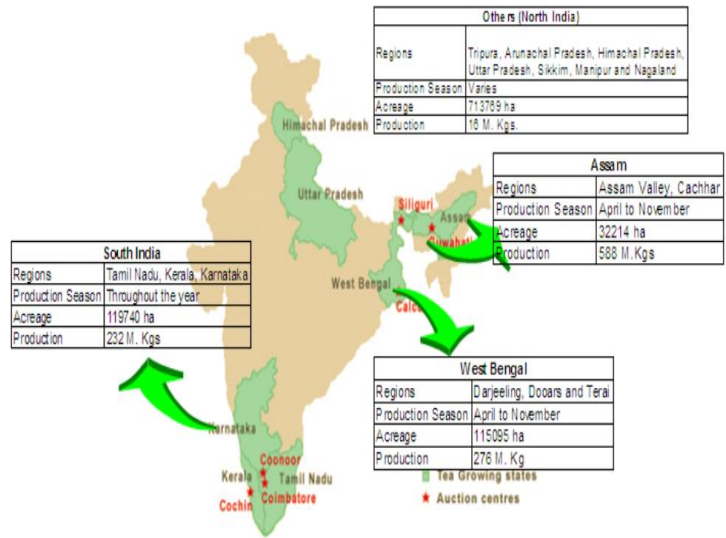 Others (North India)
Regions Tripura, Arunachal Pradesh, Himachal Pradesh,
Uttar Pradesh, Sikkim, Manipur and Nagaland
Production Season Varies
Acreage 713769 ha
Production 16 M. Kgs.
Himachal Pradesh
Uttar Pradesh
Assam
Regions Assam Valley, Cachhar
Production Season April to November
Acreage 32214 ha
Production 588 M.Kgs
Siliguri
Assam
Guwahati
South India
Regions Tamil Nadu, Kerala, Karnataka
Production Season Throughout the year
Acreage 119740 ha
Production 232 M. Kgs
West Bengal
Calcu
West Bengal
Regions Darjeeling, Dooars and Terai
Production Season April to November
Acreage 115095 ha
Production 276 M. Kg
Karnataka
Coonoor
Kerala
Tamil Nadu
Coimbatore
Cochin
Tea Growing states
Auction centres